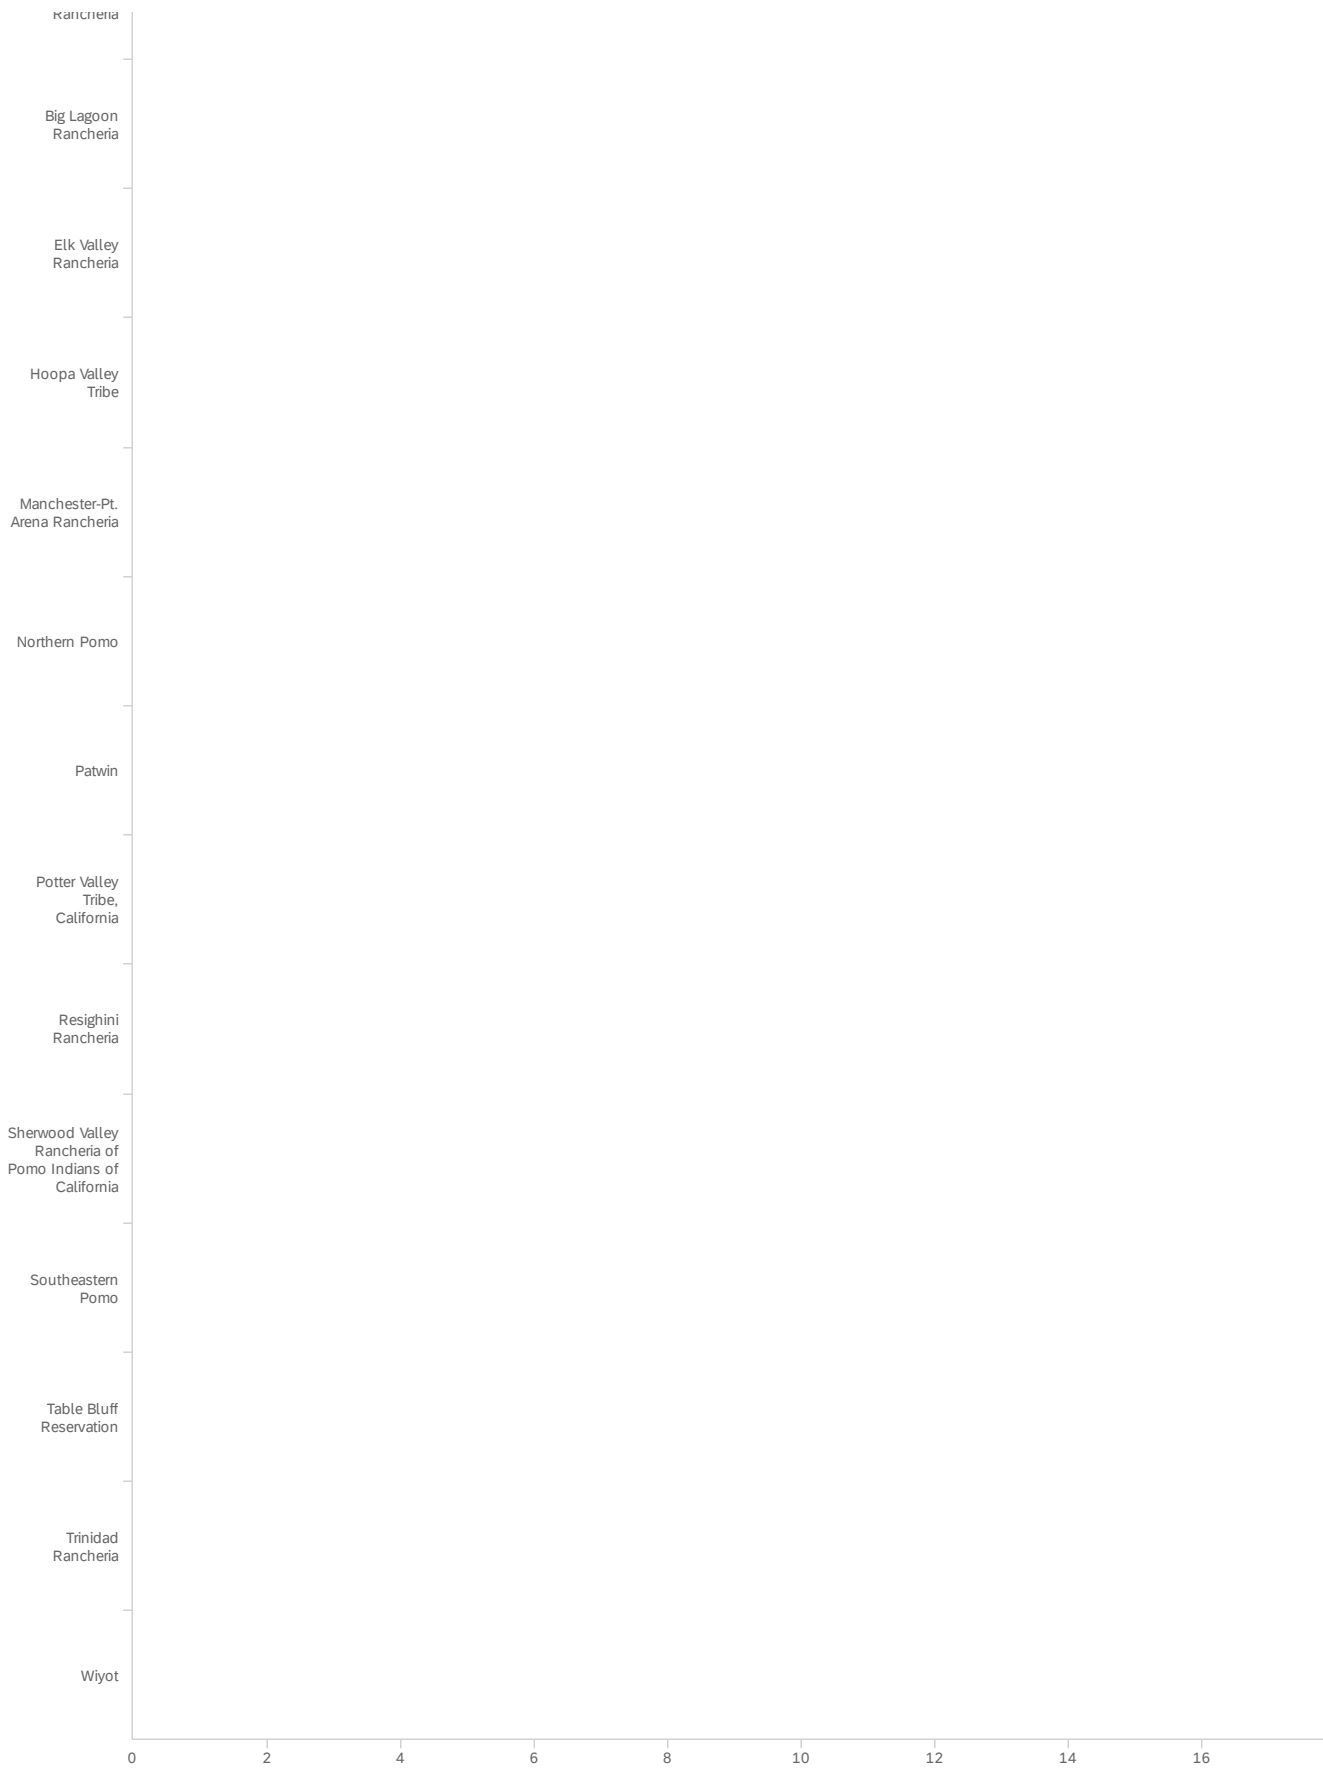 Rancheria
Big Lagoon
Rancheria
Elk Valley
Rancheria
Hoopa Valley
Tribe
Manchester-Pt.
Arena Rancheria
Northern Pomo
Patwin
Potter Valley
Tribe,
California
Resighini
Rancheria
Sherwood Valley
Rancheria of
Pomo Indians of
California
Southeastern
Pomo
Table Bluff
Reservation
Trinidad
Rancheria
Wiyot
0 2 4 6 8 10 12 14 16